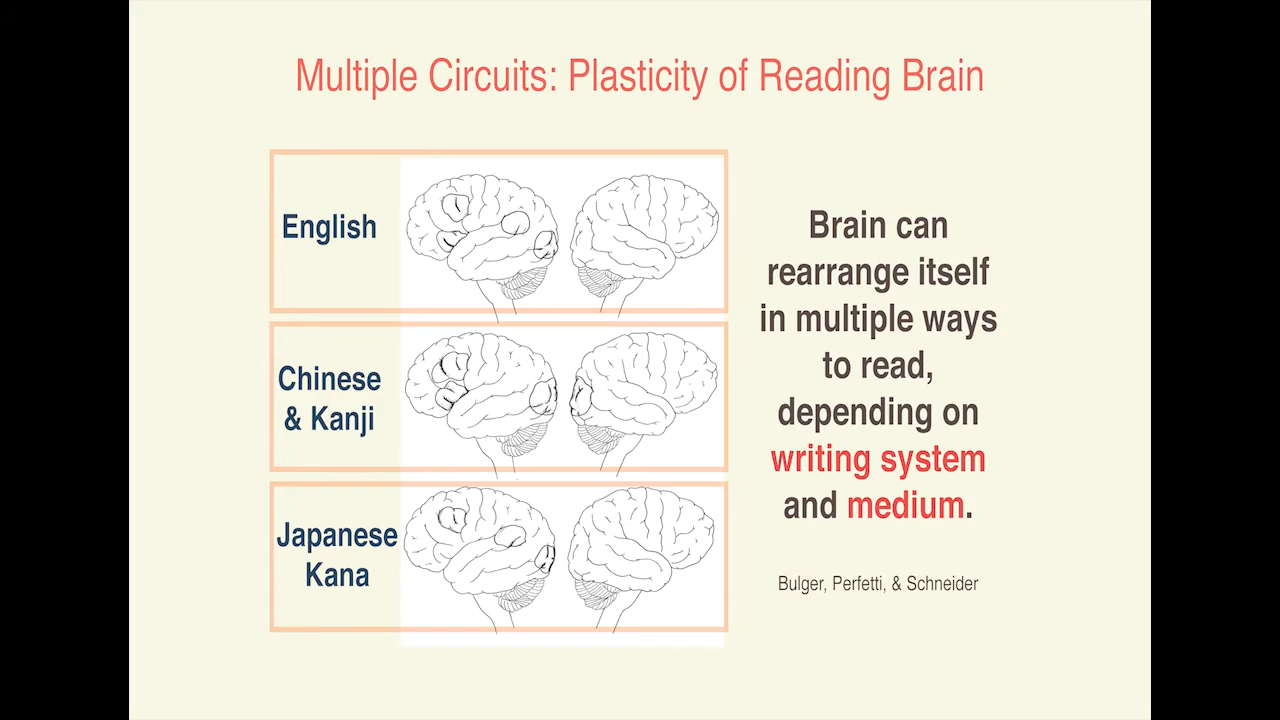 Multiple Circuits: Plasticity of Reading Brain
English
Chinese
& Kanji
Japanese
Kana
Brain can
rearrange itself
in multiple ways
to read,
depending on
writing system
and medium.
Bulger, Perfetti, & Schneider